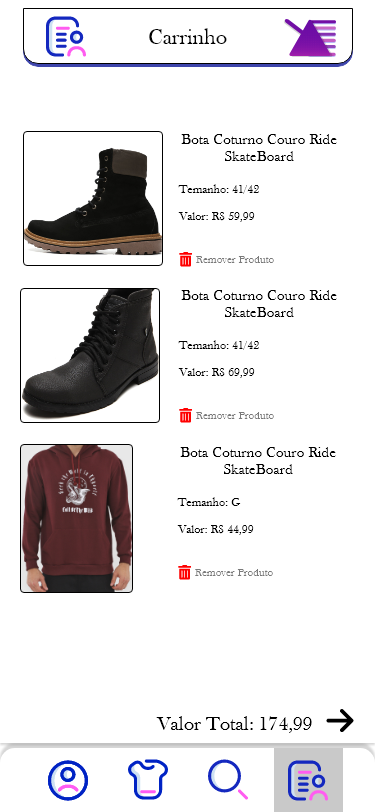 Carrinho
Bota Coturno Couro Ride
SkateBoard
Temanho: 41/42
Valor: R$ 59,99
Remover Produto
Bota Coturno Couro Ride
SkateBoard
Temanho: 41/42
Valor: R$ 69,99
Remover Produto
Bota Coturno Couro Ride
SkateBoard
Temanho: G
Valor: R$ 44,99
Remover Produto
Valor Total: 174,99